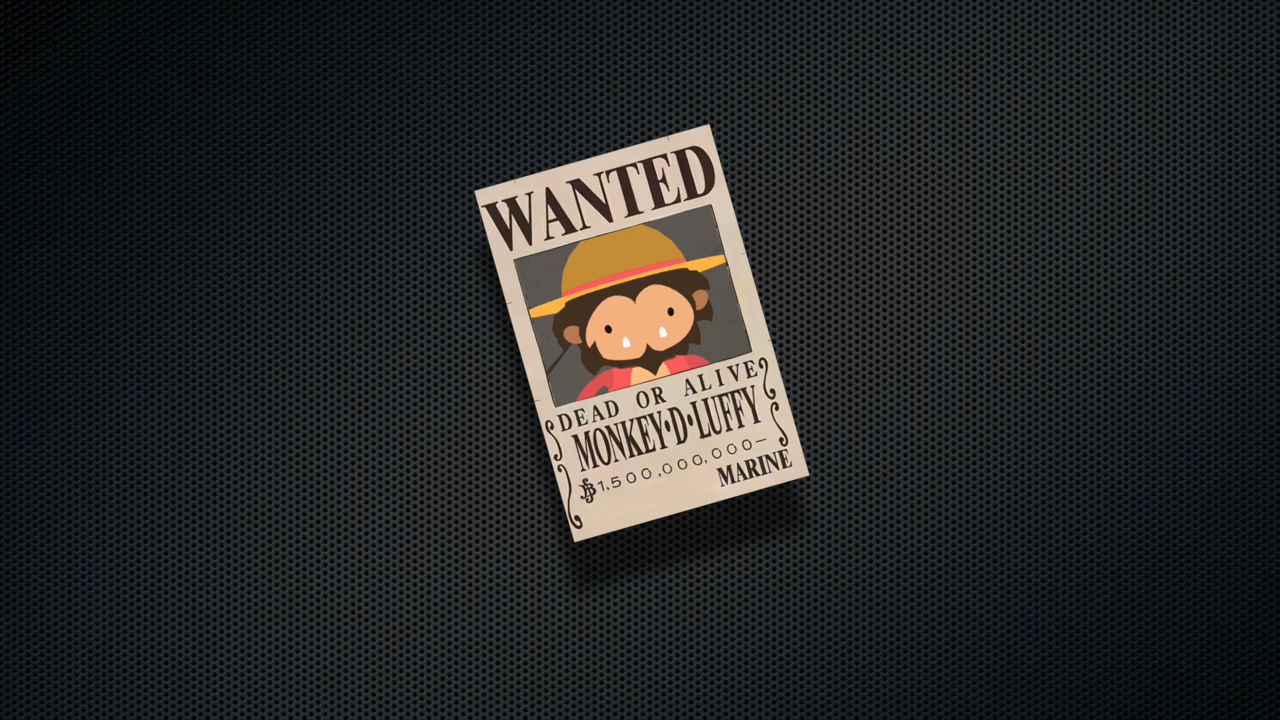 WANTED
DEAD OR ALIVE
MONKEY•D•LUFFY
฿1,500,000,000—
MARINE